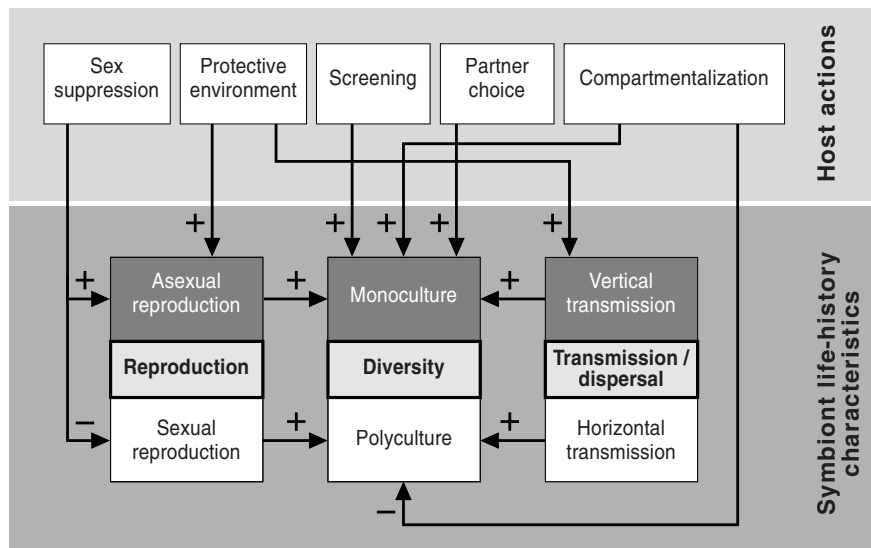 Sex
suppression
Protective
environment
Screening
Partner
choice
Compartmentalization
Host actions
+
+
+
+
+
+
Asexual
reproduction
+
Monoculture
+
Vertical
transmission
Reproduction
Diversity
Transmission /
dispersal
−
Sexual
reproduction
+
Polyculture
+
Horizontal
transmission
−
Symbiont life-history
characteristics